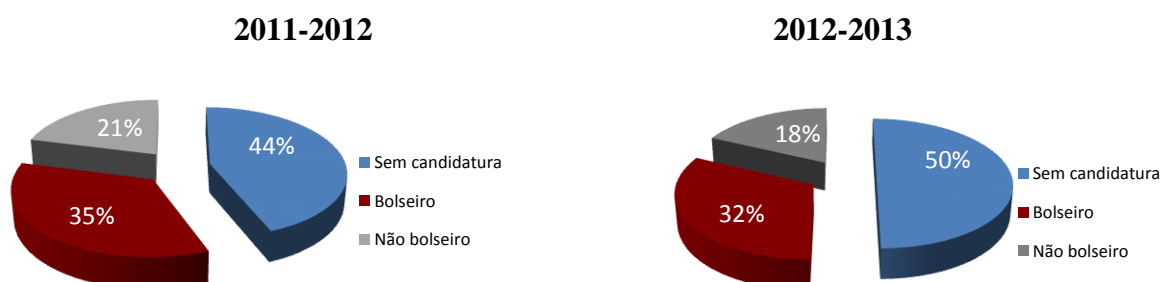 2011-2012
21%
44%
35%
Sem candidatura
Bolseiro
Não bolseiro
2012-2013
18%
50%
32%
Sem candidatura
Bolseiro
Não bolseiro